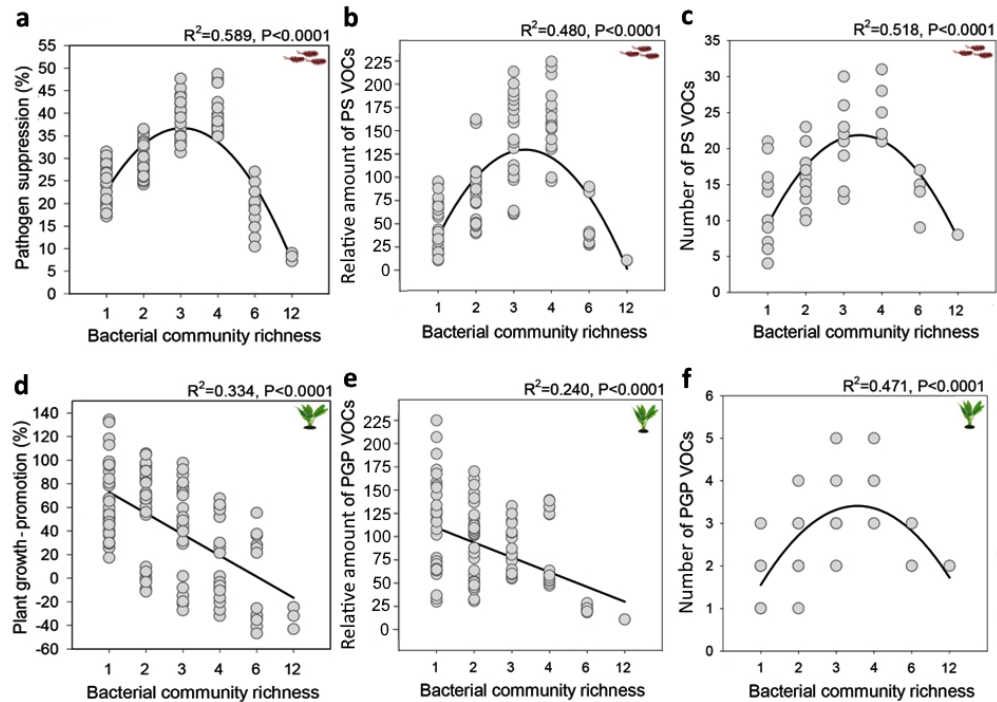 a
R²=0.589, P<0.0001
Pathogen suppression (%)
55
50
45
40
35
30
25
20
15
10
5
0
1 2 3 4 6 12
Bacterial community richness
b
R²=0.480, P<0.0001
Relative amount of PS VOCs
225
200
175
150
125
100
75
50
25
0
1 2 3 4 6 12
Bacterial community richness
c
R²=0.518, P<0.0001
Number of PS VOCs
35
30
25
20
15
10
5
0
1 2 3 4 6 12
Bacterial community richness
d
R²=0.334, P<0.0001
Plant growth-promotion (%)
140
120
100
80
60
40
20
0
-20
-40
-60
1 2 3 4 6 12
Bacterial community richness
e
R²=0.240, P<0.0001
Relative amount of PGP VOCs
225
200
175
150
125
100
75
50
25
0
1 2 3 4 6 12
Bacterial community richness
f
R²=0.471, P<0.0001
Number of PGP VOCs
6
5
4
3
2
1
0
1 2 3 4 6 12
Bacterial community richness